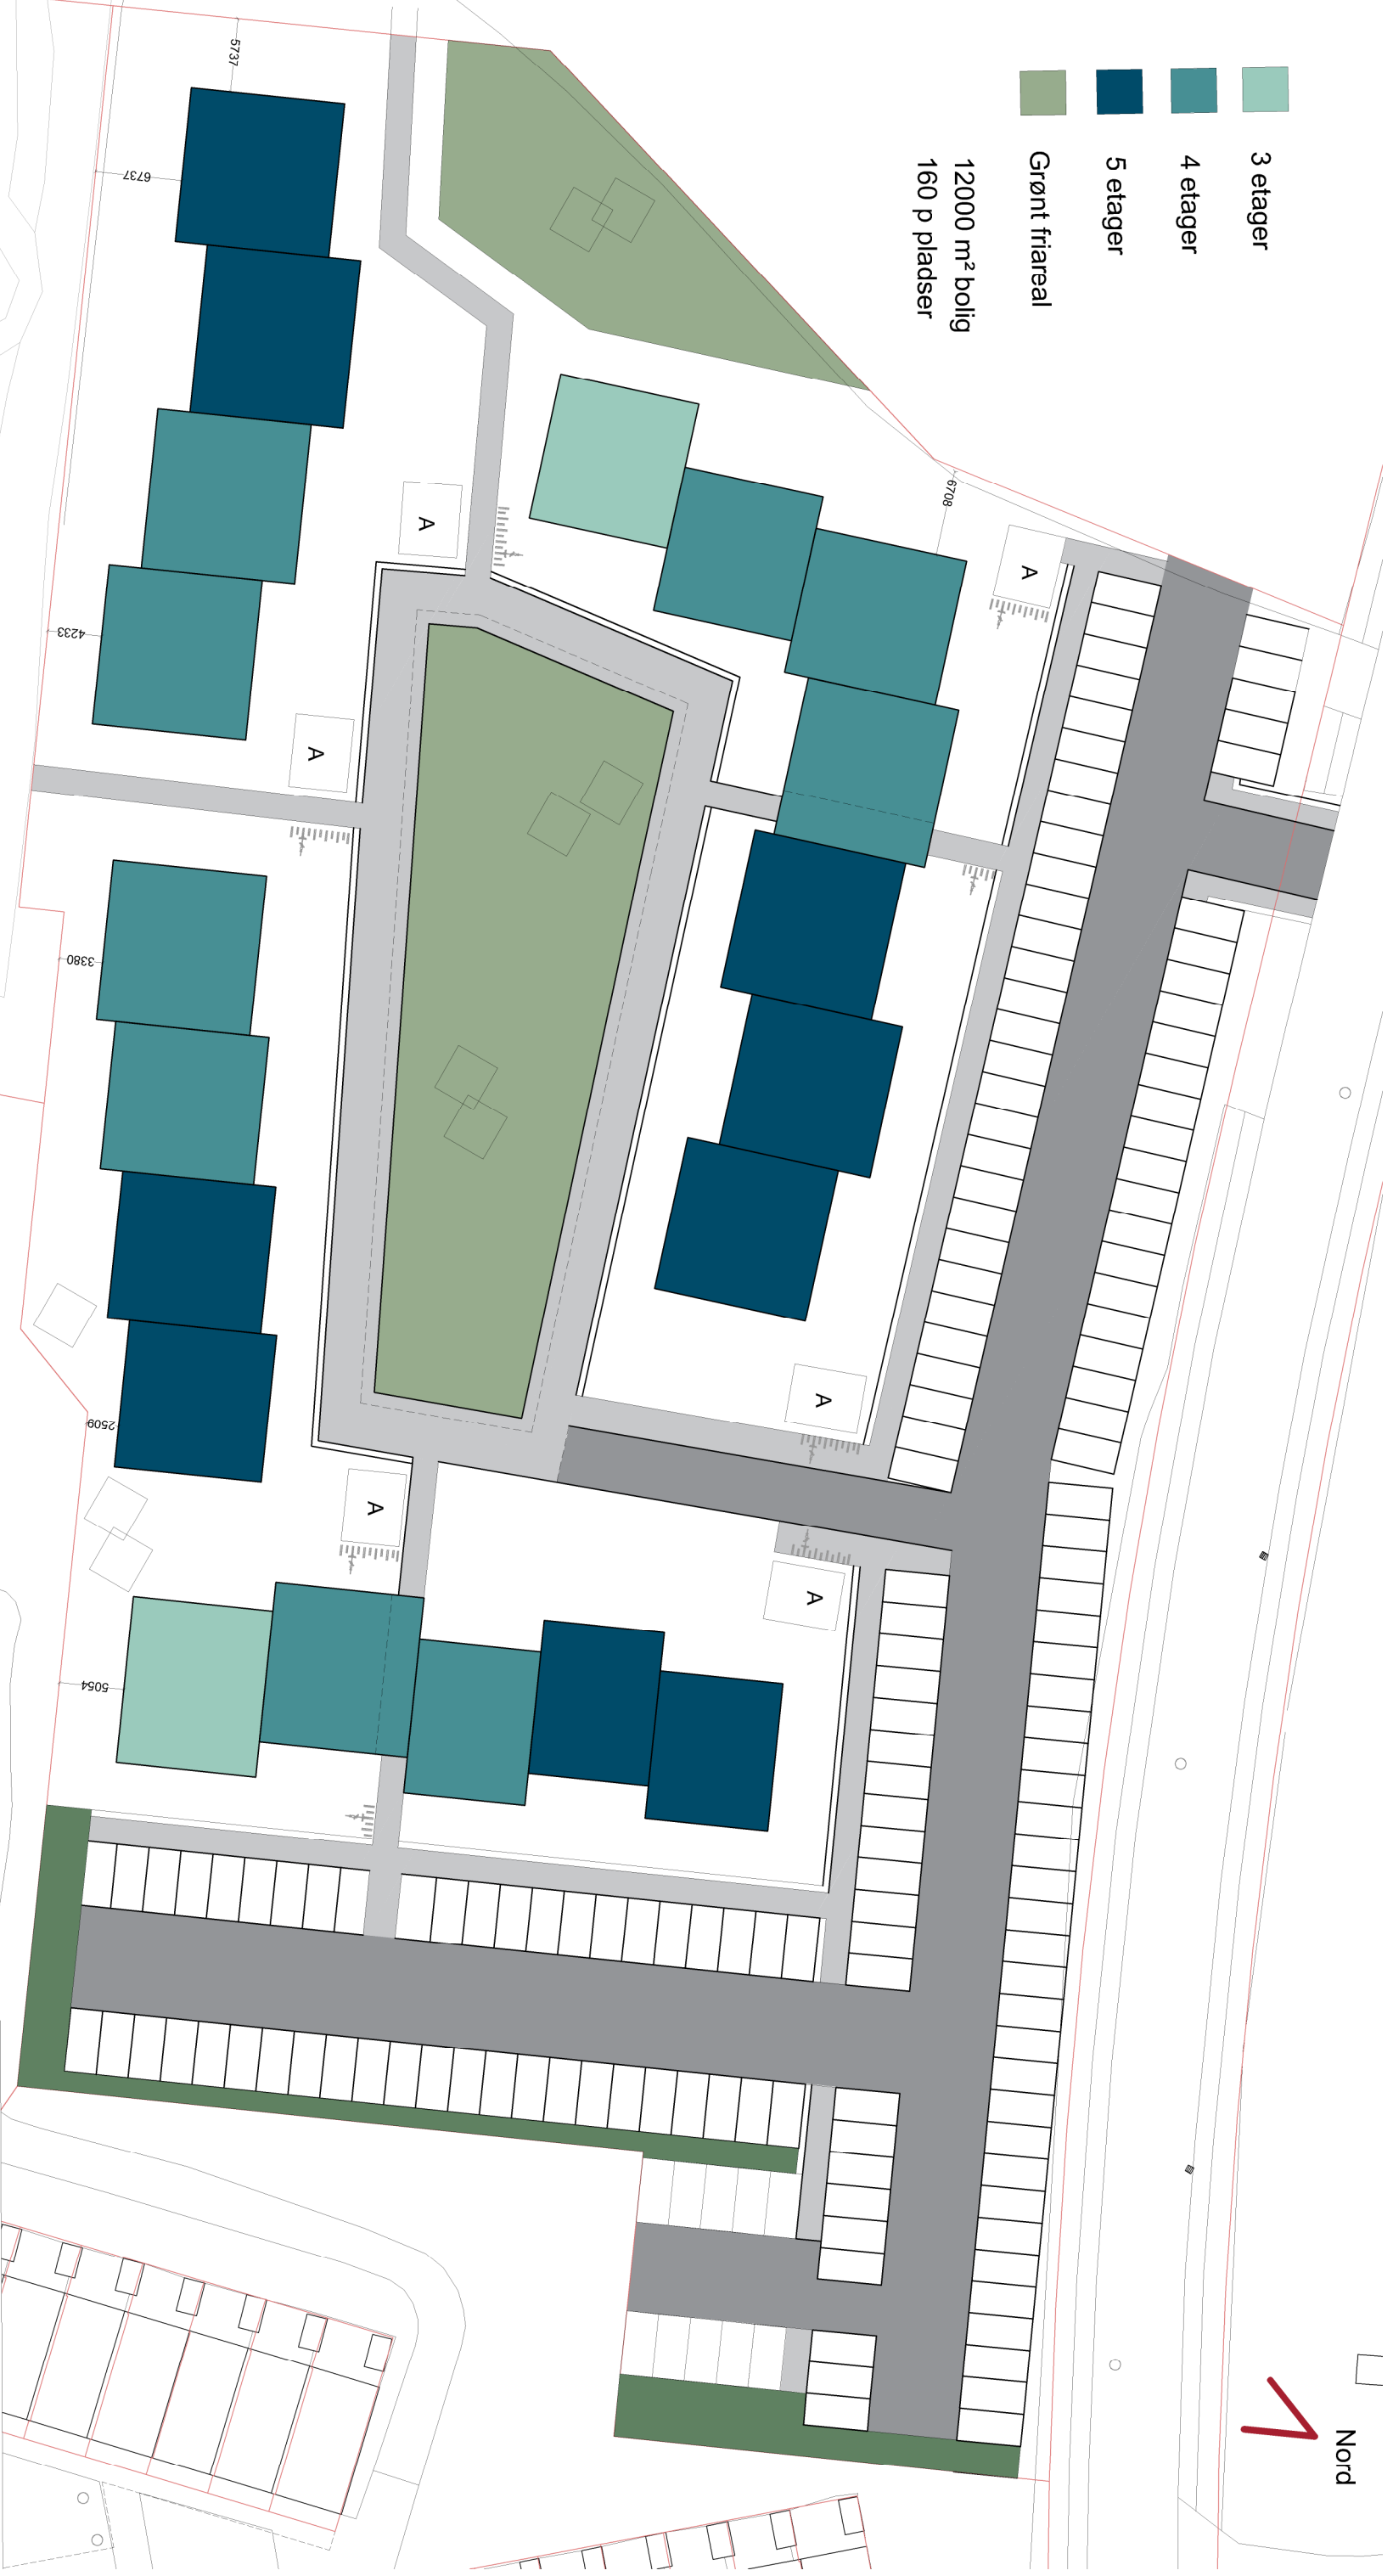 3 etager
4 etager
5 etager
Grønt friareal
12000 m² bolig
160 p pladser
5737
6737
6708
A
A
4233
A
3380
A
2509
A
A
5054
Nord